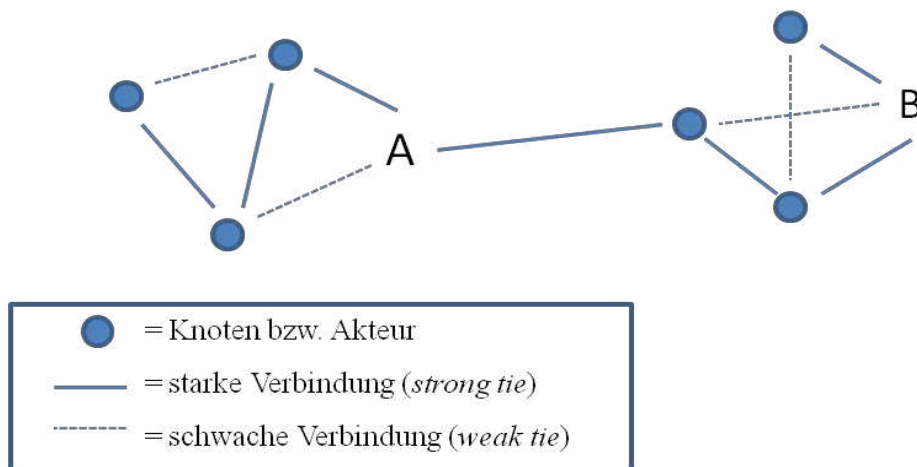 A
B
= Knoten bzw. Akteur
= starke Verbindung (strong tie)
= schwache Verbindung (weak tie)